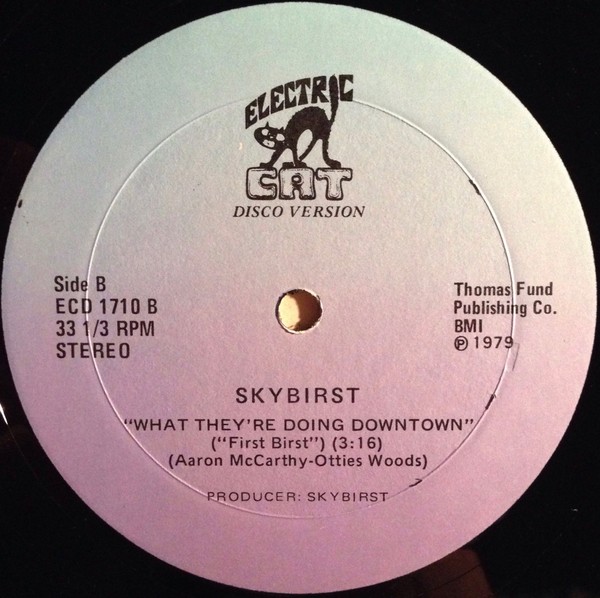 ELECTRIC
CAT
DISCO VERSION
Side B
ECD 1710 B
33 1/3 RPM
STEREO
Thomas Fund
Publishing Co.
BMI
℗ 1979
SKYBIRST
"WHAT THEY'RE DOING DOWNTOWN"
("First Birst") (3:16)
(Aaron McCarthy-Otties Woods)
PRODUCER: SKYBIRST